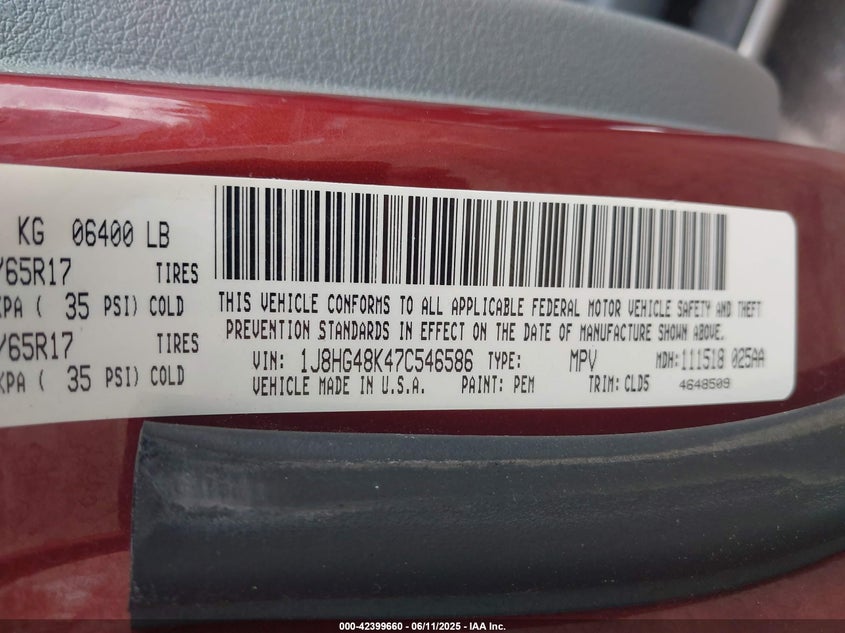 KG 06400 LB
/65R17 TIRES
KPA ( 35 PSI) COLD
/65R17 TIRES
KPA ( 35 PSI) COLD
THIS VEHICLE CONFORMS TO ALL APPLICABLE FEDERAL MOTOR VEHICLE SAFETY AND THEFT
PREVENTION STANDARDS IN EFFECT ON THE DATE OF MANUFACTURE SHOWN ABOVE.
VIN: 1J8HG48K47C546586 TYPE: MPV MDH: 111518 025AA
VEHICLE MADE IN U.S.A. PAINT: PEM TRIM: CLD5 4648509
000-42399660 - 06/11/2025 - IAA Inc.